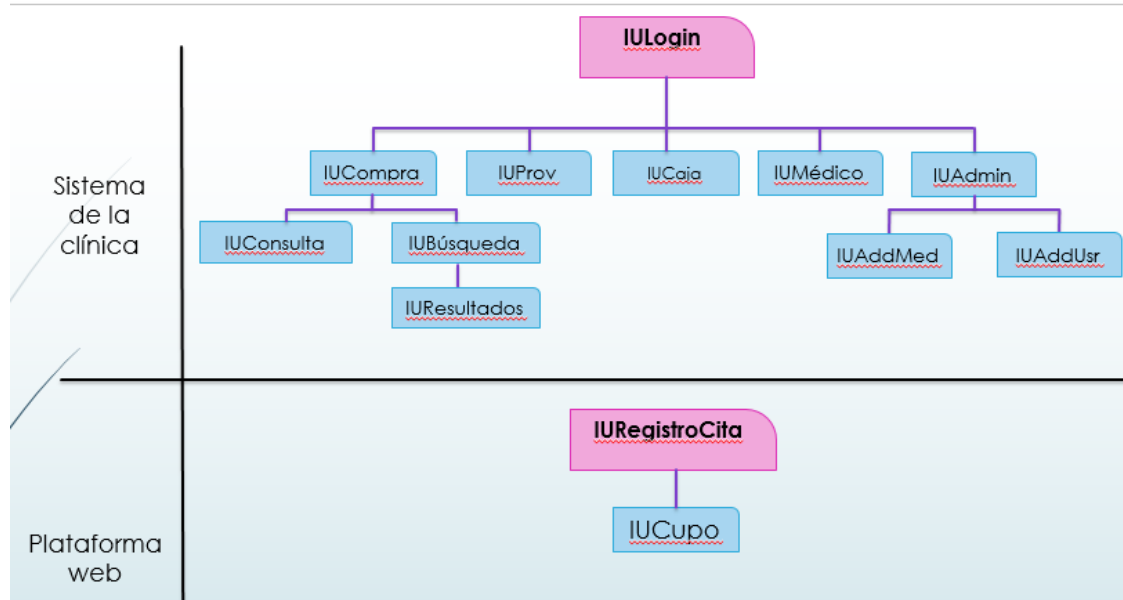 IULogin
Sistema
de la
clínica
IUCompra
IUProv
IUCaja
IUMédico
IUAdmin
IUConsulta
IUBúsqueda
IUAddMed
IUAddUsr
IUResultados
Plataforma
web
IURegistroCita
IUCupo